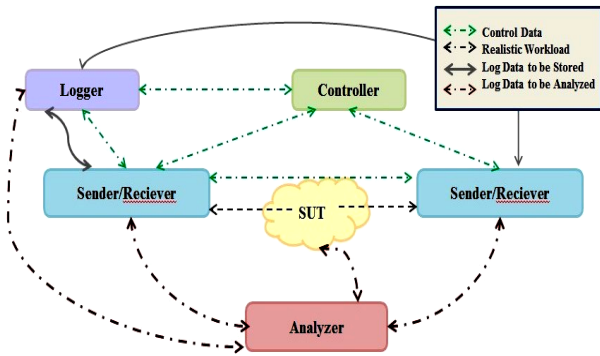 Control Data
Realistic Workload
Log Data to be Stored
Log Data to be Analyzed
Logger
Controller
Sender/Reciever
SUT
Sender/Reciever
Analyzer